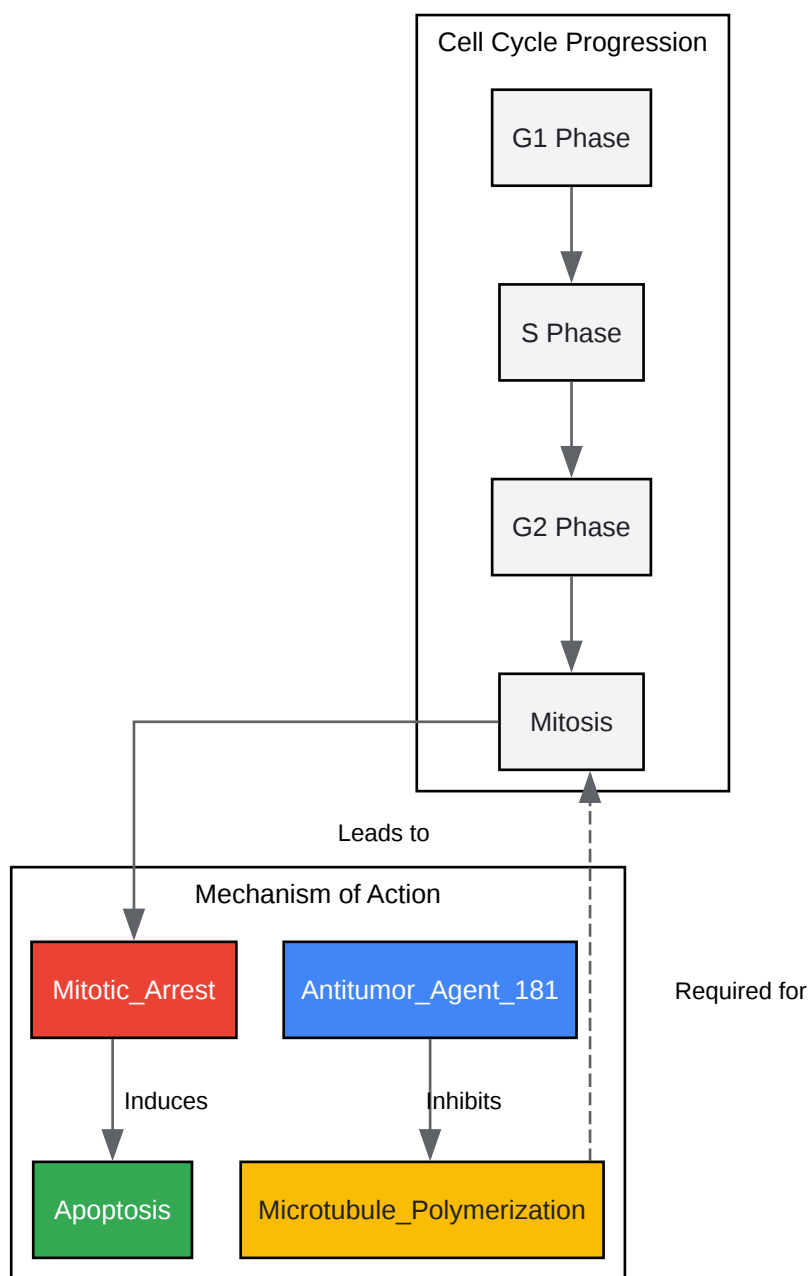 Cell Cycle Progression
G1 Phase
S Phase
G2 Phase
Mitosis
Leads to
Mechanism of Action
Mitotic_Arrest
Antitumor_Agent_181
Required for
Induces
Inhibits
Apoptosis
Microtubule_Polymerization